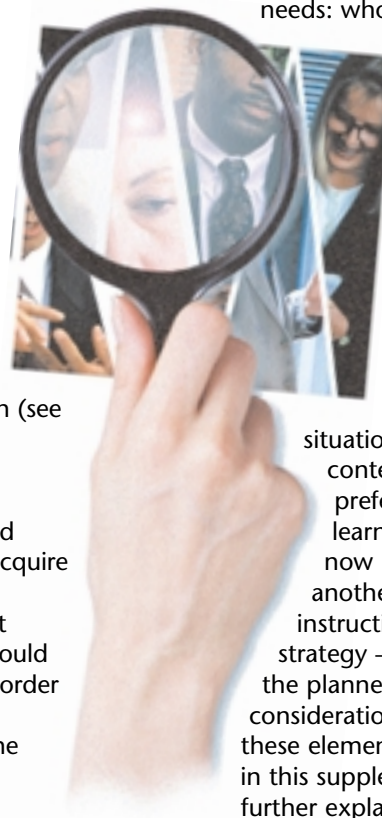 n (see
d
cquire
t
ould
order
ne
needs: who
situatio
conte
prefe
learn
now
anothe
instructi
strategy –
the planne
consideratio
these elemen
in this supple
further expla